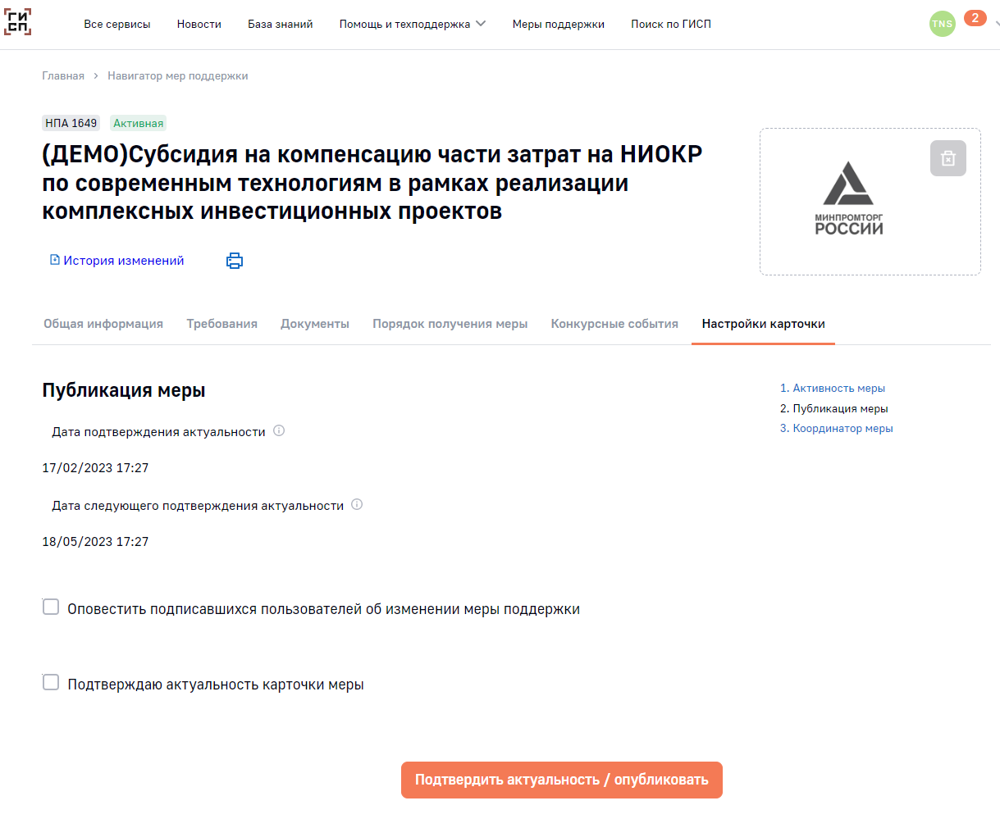 ГИ
СП
Все сервисы
Новости
База знаний
Помощь и техподдержка
Меры поддержки
Поиск по ГИСП
TNS
2
Главная > Навигатор мер поддержки
НПА 1649
Активная
(ДЕМО)Субсидия на компенсацию части затрат на НИОКР
по современным технологиям в рамках реализации
комплексных инвестиционных проектов
МИНПРОМТОРГ
РОССИИ
История изменений
Общая информация
Требования
Документы
Порядок получения меры
Конкурсные события
Настройки карточки
Публикация меры
Дата подтверждения актуальности
17/02/2023 17:27
Дата следующего подтверждения актуальности
18/05/2023 17:27
1. Активность меры
2. Публикация меры
3. Координатор меры
Оповестить подписавшихся пользователей об изменении меры поддержки
Подтверждаю актуальность карточки меры
Подтвердить актуальность / опубликовать